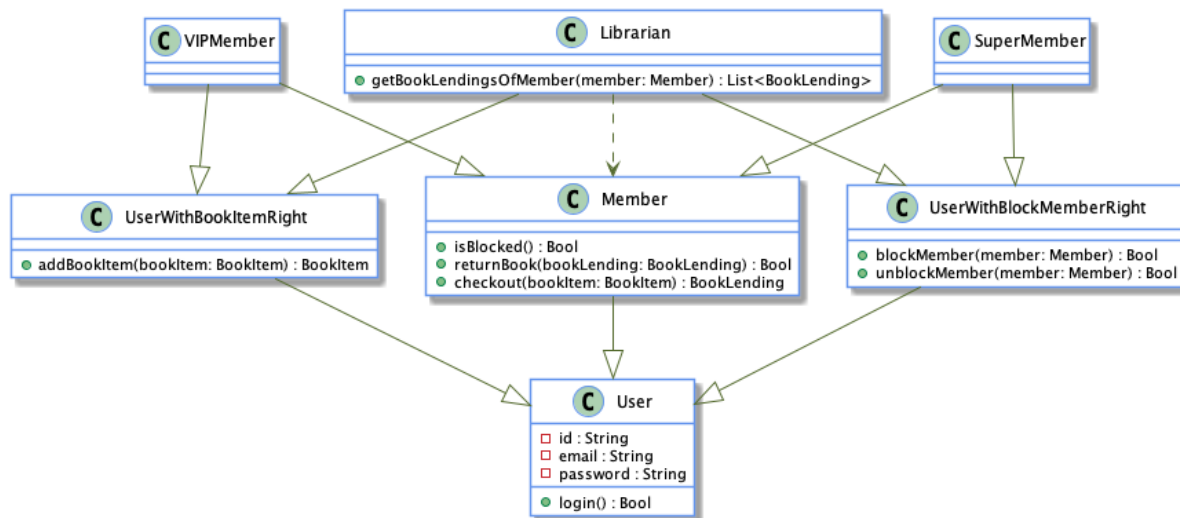 C VIPMember
C Librarian
getBookLendingsOfMember(member: Member) : List<BookLending>
C SuperMember
C UserWithBookItemRight
addBookItem(bookItem: BookItem) : BookItem
C Member
isBlocked() : Bool
returnBook(bookLending: BookLending) : Bool
checkout(bookItem: BookItem) : BookLending
C UserWithBlockMemberRight
blockMember(member: Member) : Bool
unblockMember(member: Member) : Bool
C User
id : String
email : String
password : String
login() : Bool